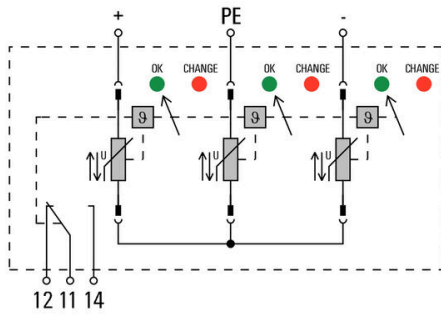 + PE -
OK CHANGE OK CHANGE OK CHANGE
ϑ ϑ ϑ
U U U
12 11 14